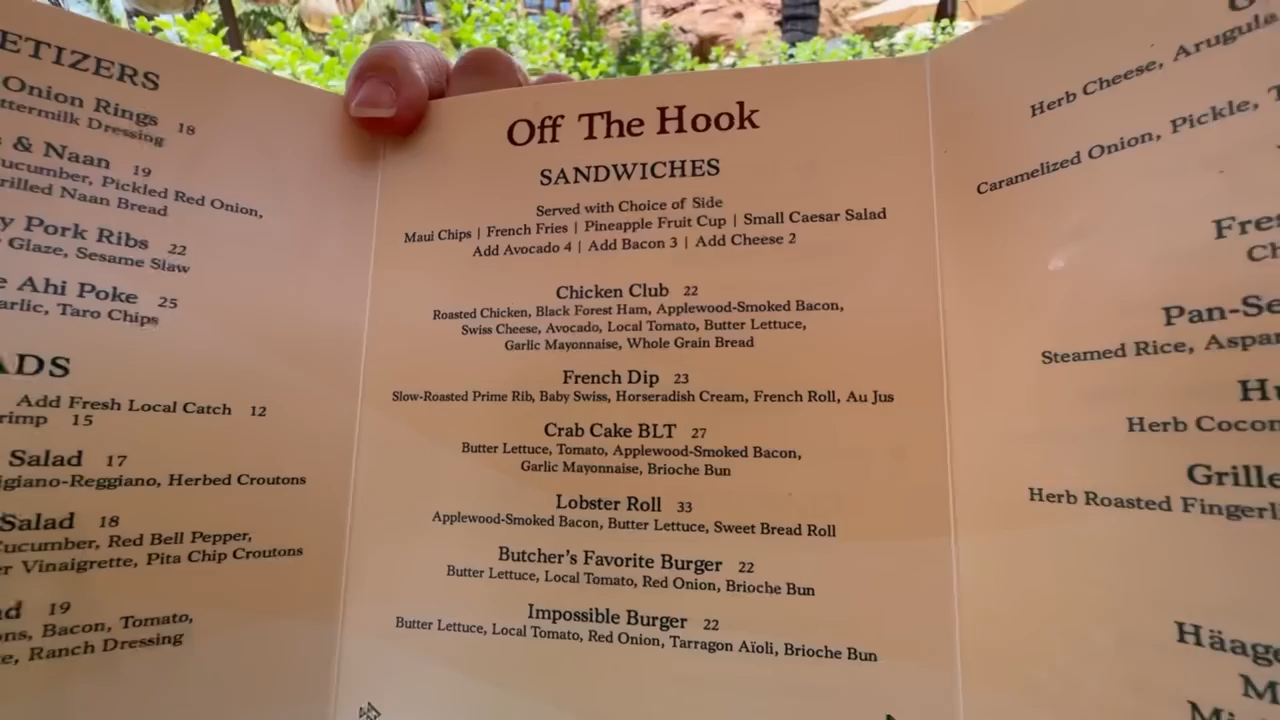 ETIZERS
Onion Rings 18
ttermilk Dressing
& Naan 19
ucumber, Pickled Red Onion,
rilled Naan Bread
y Pork Ribs 22
Glaze, Sesame Slaw
e Ahi Poke 25
arlic, Taro Chips
ADS
Add Fresh Local Catch 12
rimp 15
Salad 17
igiano-Reggiano, Herbed Croutons
Salad 18
Cucumber, Red Bell Pepper,
er Vinaigrette, Pita Chip Croutons
ad 19
ons, Bacon, Tomato,
e, Ranch Dressing
Off The Hook
SANDWICHES
Served with Choice of Side
Maui Chips | French Fries | Pineapple Fruit Cup | Small Caesar Salad
Add Avocado 4 | Add Bacon 3 | Add Cheese 2
Chicken Club 22
Roasted Chicken, Black Forest Ham, Applewood-Smoked Bacon,
Swiss Cheese, Avocado, Local Tomato, Butter Lettuce,
Garlic Mayonnaise, Whole Grain Bread
French Dip 23
Slow-Roasted Prime Rib, Baby Swiss, Horseradish Cream, French Roll, Au Jus
Crab Cake BLT 27
Butter Lettuce, Tomato, Applewood-Smoked Bacon,
Garlic Mayonnaise, Brioche Bun
Lobster Roll 33
Applewood-Smoked Bacon, Butter Lettuce, Sweet Bread Roll
Butcher's Favorite Burger 22
Butter Lettuce, Local Tomato, Red Onion, Brioche Bun
Impossible Burger 22
Butter Lettuce, Local Tomato, Red Onion, Tarragon Aïoli, Brioche Bun
Herb Cheese, Arugula
Caramelized Onion, Pickle, T
Fres
Ch
Pan-Se
Steamed Rice, Aspar
Hu
Herb Cocon
Grille
Herb Roasted Fingerli
Häage
M